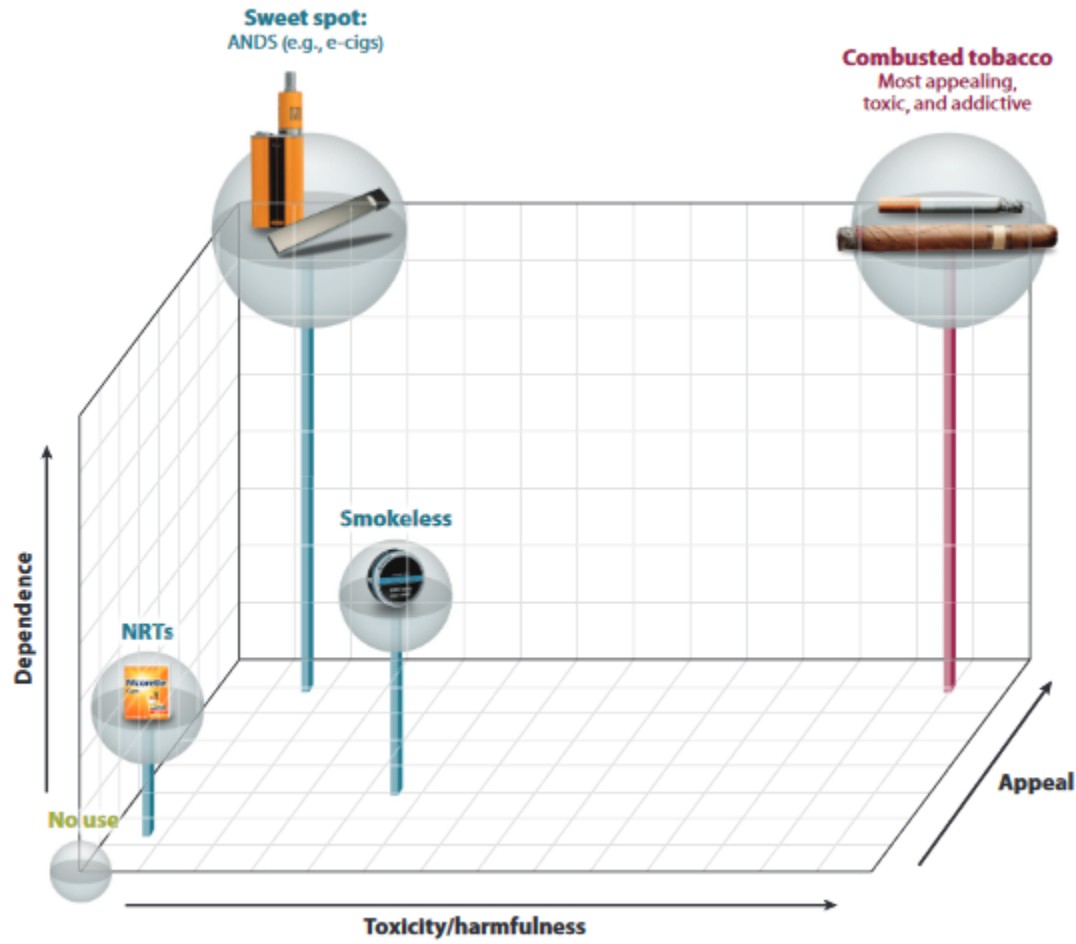 Sweet spot:
ANDS (e.g., e-cigs)
Combusted tobacco
Most appealing,
toxic, and addictive
Smokeless
NRTs
Nicorette
No use
Dependence
Appeal
Toxicity/harmfulness